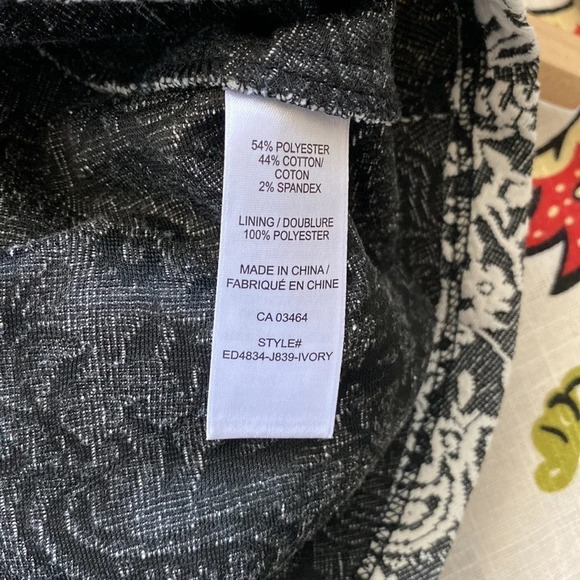 54% POLYESTER
44% COTTON/
COTON
2% SPANDEX
LINING / DOUBLURE
100% POLYESTER
MADE IN CHINA /
FABRIQUÉ EN CHINE
CA 03464
STYLE#
ED4834-J839-IVORY